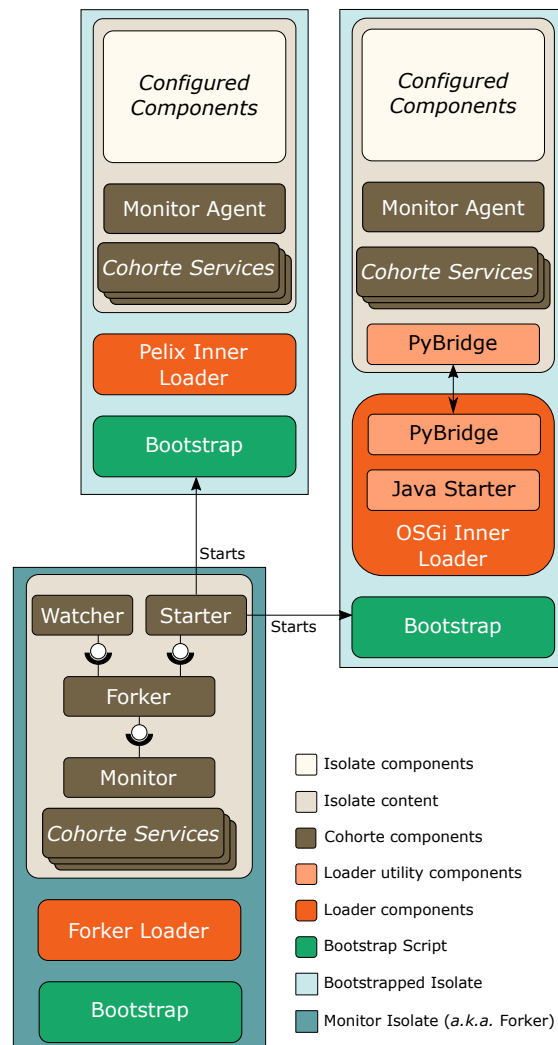 Configured
Components
Monitor Agent
Cohorte Services
Pelix Inner
Loader
Bootstrap
Configured
Components
Monitor Agent
Cohorte Services
PyBridge
PyBridge
Java Starter
OSGi Inner
Loader
Bootstrap
Starts
Starts
Watcher
Starter
Forker
Monitor
Cohorte Services
Forker Loader
Bootstrap
Isolate components
Isolate content
Cohorte components
Loader utility components
Loader components
Bootstrap Script
Bootstrapped Isolate
Monitor Isolate (a.k.a. Forker)